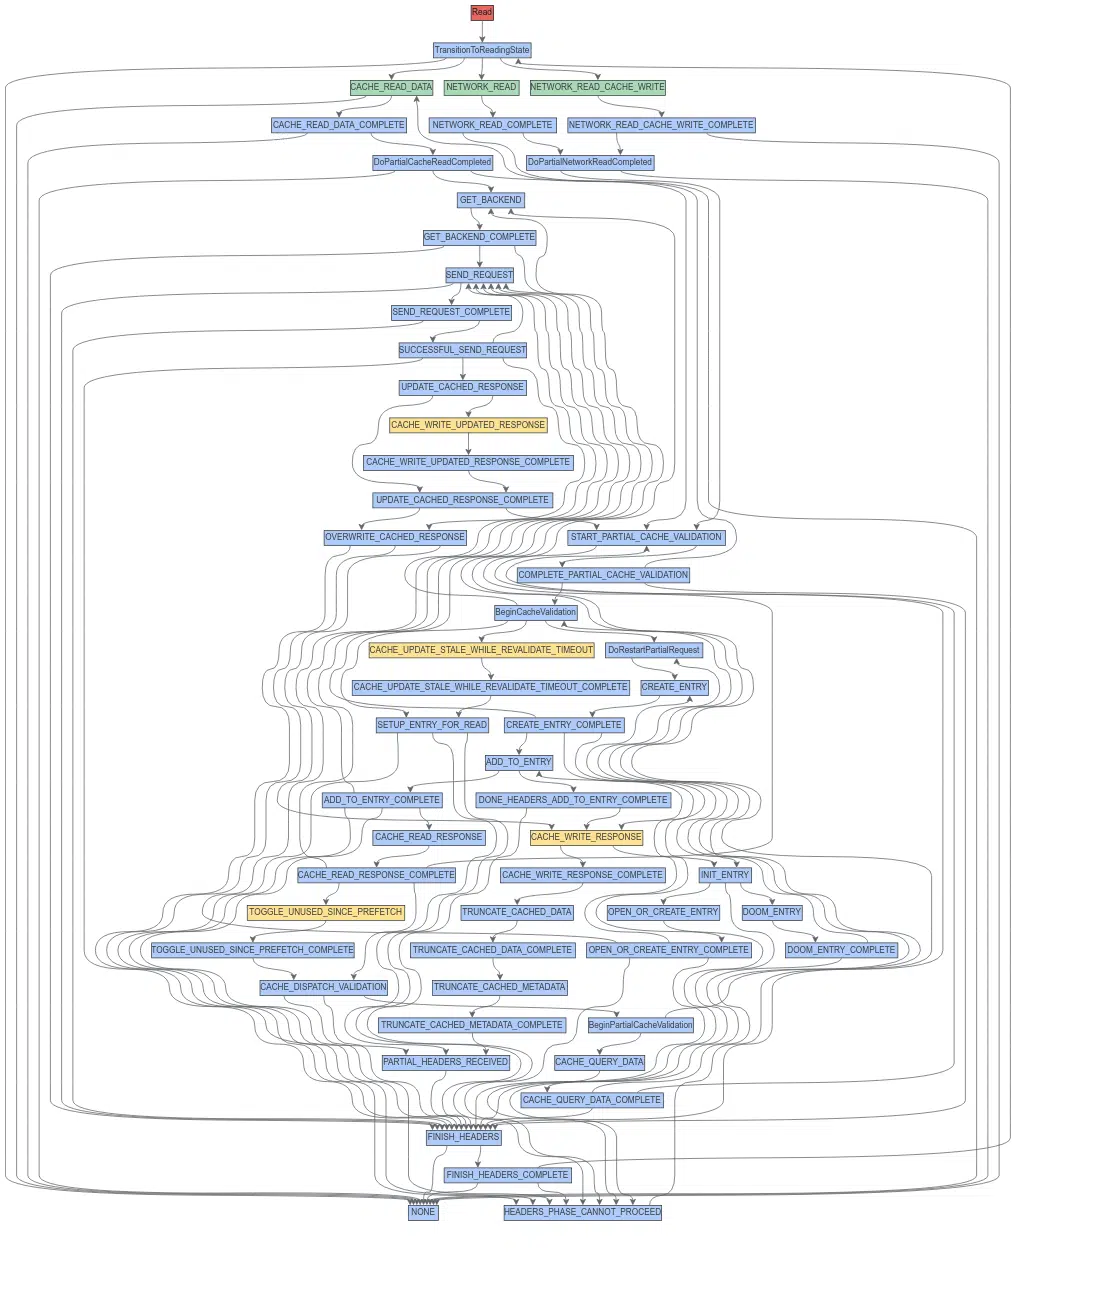 Read
TransitionToReadingState
CACHE_READ_DATA
NETWORK_READ
NETWORK_READ_CACHE_WRITE
CACHE_READ_DATA_COMPLETE
NETWORK_READ_COMPLETE
NETWORK_READ_CACHE_WRITE_COMPLETE
DoPartialCacheReadCompleted
DoPartialNetworkReadCompleted
GET_BACKEND
GET_BACKEND_COMPLETE
SEND_REQUEST
SEND_REQUEST_COMPLETE
SUCCESSFUL_SEND_REQUEST
UPDATE_CACHED_RESPONSE
CACHE_WRITE_UPDATED_RESPONSE
CACHE_WRITE_UPDATED_RESPONSE_COMPLETE
UPDATE_CACHED_RESPONSE_COMPLETE
OVERWRITE_CACHED_RESPONSE
START_PARTIAL_CACHE_VALIDATION
COMPLETE_PARTIAL_CACHE_VALIDATION
BeginCacheValidation
CACHE_UPDATE_STALE_WHILE_REVALIDATE_TIMEOUT
DoRestartPartialRequest
CACHE_UPDATE_STALE_WHILE_REVALIDATE_TIMEOUT_COMPLETE
CREATE_ENTRY
SETUP_ENTRY_FOR_READ
CREATE_ENTRY_COMPLETE
ADD_TO_ENTRY
ADD_TO_ENTRY_COMPLETE
DONE_HEADERS_ADD_TO_ENTRY_COMPLETE
CACHE_READ_RESPONSE
CACHE_WRITE_RESPONSE
CACHE_READ_RESPONSE_COMPLETE
CACHE_WRITE_RESPONSE_COMPLETE
INIT_ENTRY
TOGGLE_UNUSED_SINCE_PREFETCH
TRUNCATE_CACHED_DATA
OPEN_OR_CREATE_ENTRY
DOOM_ENTRY
TOGGLE_UNUSED_SINCE_PREFETCH_COMPLETE
TRUNCATE_CACHED_DATA_COMPLETE
OPEN_OR_CREATE_ENTRY_COMPLETE
DOOM_ENTRY_COMPLETE
CACHE_DISPATCH_VALIDATION
TRUNCATE_CACHED_METADATA
TRUNCATE_CACHED_METADATA_COMPLETE
BeginPartialCacheValidation
PARTIAL_HEADERS_RECEIVED
CACHE_QUERY_DATA
CACHE_QUERY_DATA_COMPLETE
FINISH_HEADERS
FINISH_HEADERS_COMPLETE
NONE
HEADERS_PHASE_CANNOT_PROCEED